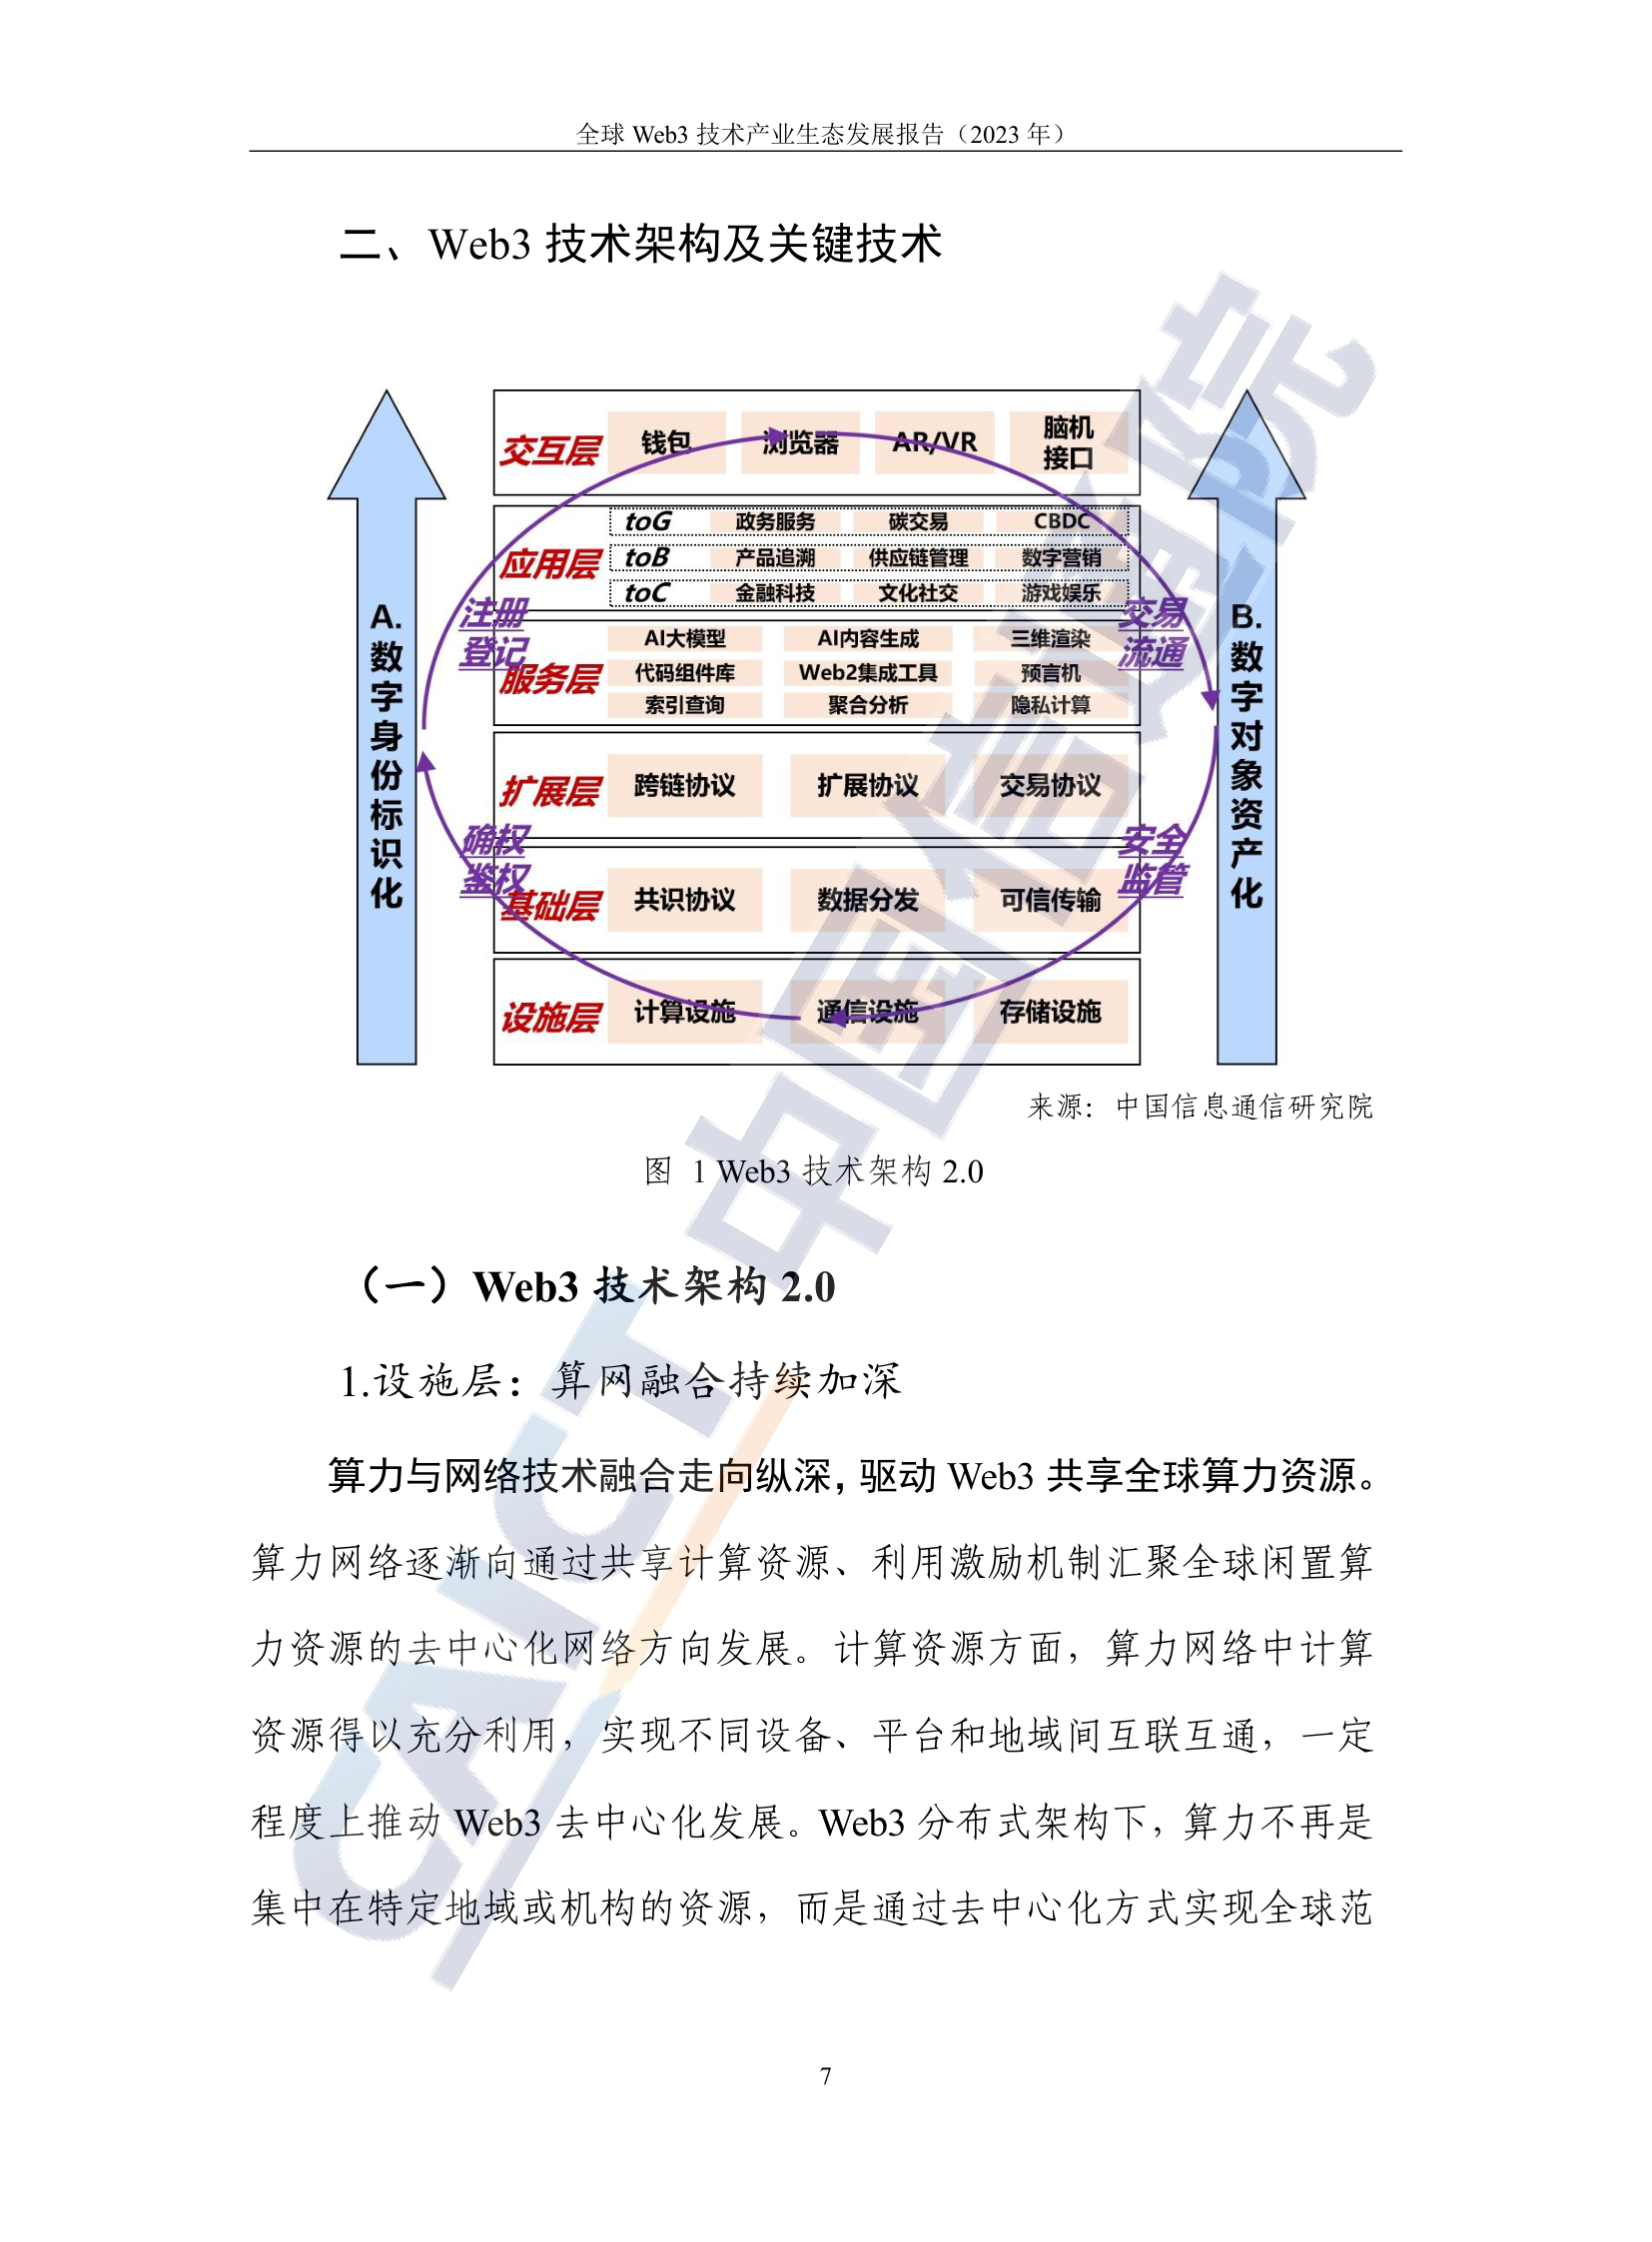 全球 Web3 技术产业生态发展报告（2023 年）
二、Web3 技术架构及关键技术
A.数字身份标识化
B.数字对象资产化
交互层 钱包 浏览器 AR/VR 脑机接口
应用层
toG 政务服务 碳交易 CBDC
toB 产品追溯 供应链管理 数字营销
toC 金融科技 文化社交 游戏娱乐
注册登记
交易流通
服务层
AI大模型 AI内容生成 三维渲染
代码组件库 Web2集成工具 预言机
索引查询 聚合分析 隐私计算
扩展层 跨链协议 扩展协议 交易协议
确权鉴权
安全监管
基础层 共识协议 数据分发 可信传输
设施层 计算设施 通信设施 存储设施
来源：中国信息通信研究院
图 1 Web3 技术架构 2.0
（一）Web3 技术架构 2.0
1.设施层：算网融合持续加深
算力与网络技术融合走向纵深，驱动 Web3 共享全球算力资源。
算力网络逐渐向通过共享计算资源、利用激励机制汇聚全球闲置算
力资源的去中心化网络方向发展。计算资源方面，算力网络中计算
资源得以充分利用，实现不同设备、平台和地域间互联互通，一定
程度上推动 Web3 去中心化发展。Web3 分布式架构下，算力不再是
集中在特定地域或机构的资源，而是通过去中心化方式实现全球范
7
CAICT 中国信通院